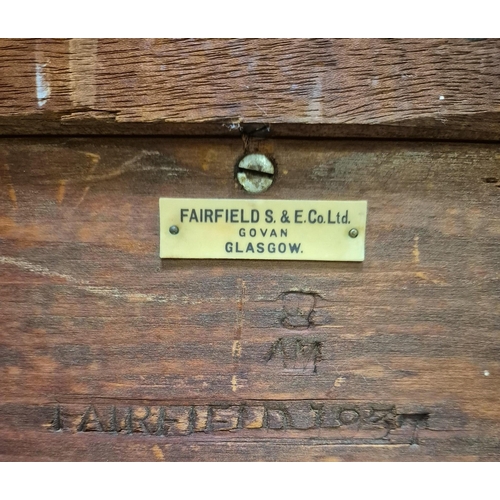 FAIRFIELD S. & E. Co. Ltd.
GOVAN
GLASGOW.
AM
FAIRFIELD